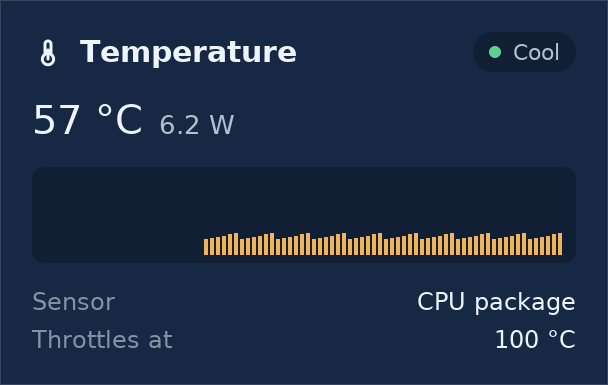 Temperature
Cool
57 °C 6.2 W
Sensor CPU package
Throttles at 100 °C